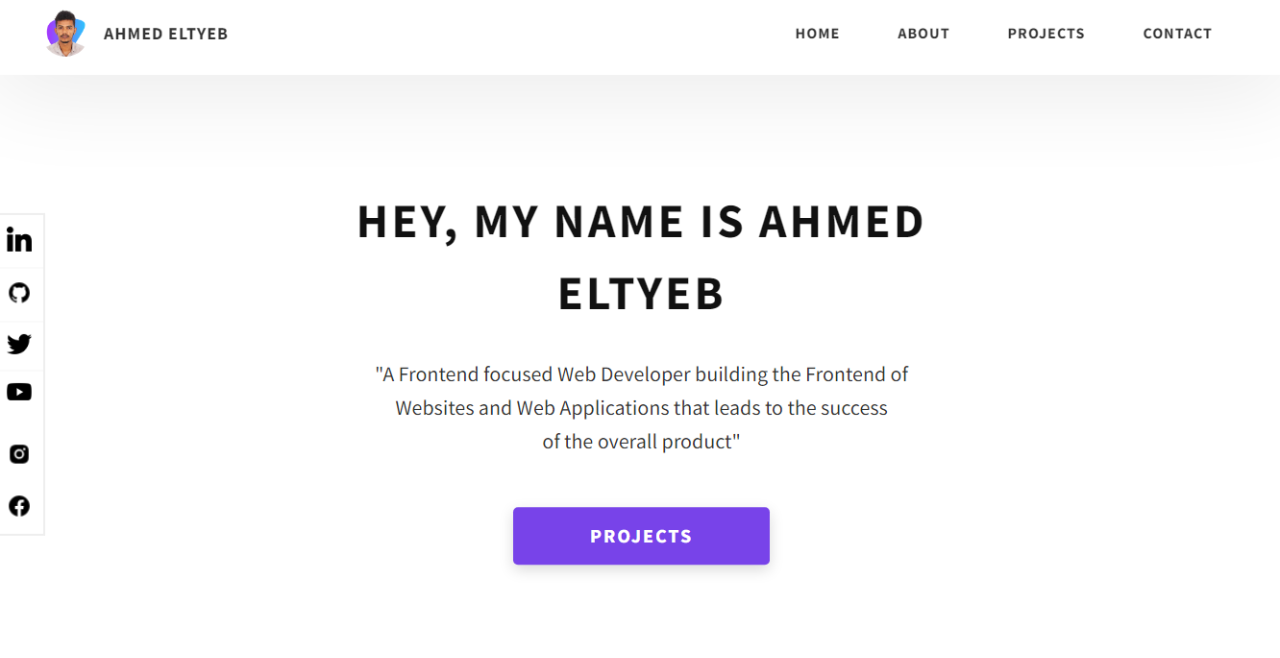 AHMED ELTYEB
HOME
ABOUT
PROJECTS
CONTACT
HEY, MY NAME IS AHMED
ELTYEB
"A Frontend focused Web Developer building the Frontend of
Websites and Web Applications that leads to the success
of the overall product"
PROJECTS
in